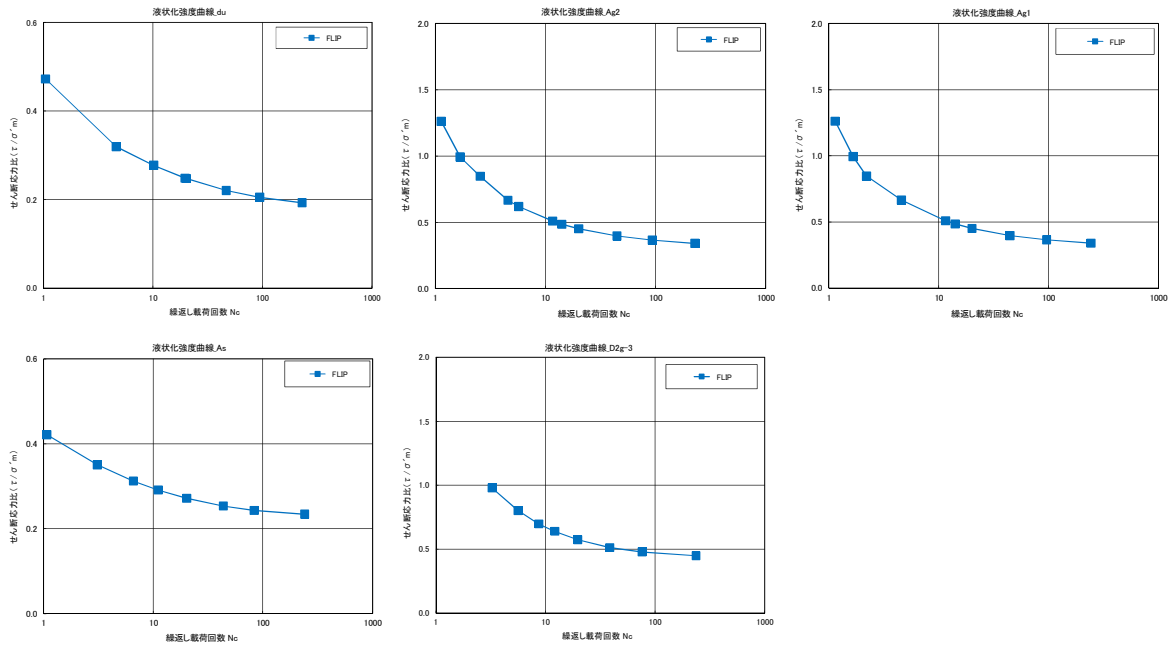 液状化強度曲線_du
FLIP
0.6
0.4
0.2
0.0
せん断応力比(τ/σ'm)
1
10
100
1000
繰返し載荷回数 Nc
液状化強度曲線_Ag2
FLIP
2.0
1.5
1.0
0.5
0.0
せん断応力比(τ/σ'm)
1
10
100
1000
繰返し載荷回数 Nc
液状化強度曲線_Ag1
FLIP
2.0
1.5
1.0
0.5
0.0
せん断応力比(τ/σ'm)
1
10
100
1000
繰返し載荷回数 Nc
液状化強度曲線_As
FLIP
0.6
0.4
0.2
0.0
せん断応力比(τ/σ'm)
1
10
100
1000
繰返し載荷回数 Nc
液状化強度曲線_D2g-3
FLIP
2.0
1.5
1.0
0.5
0.0
せん断応力比(τ/σ'm)
1
10
100
1000
繰返し載荷回数 Nc